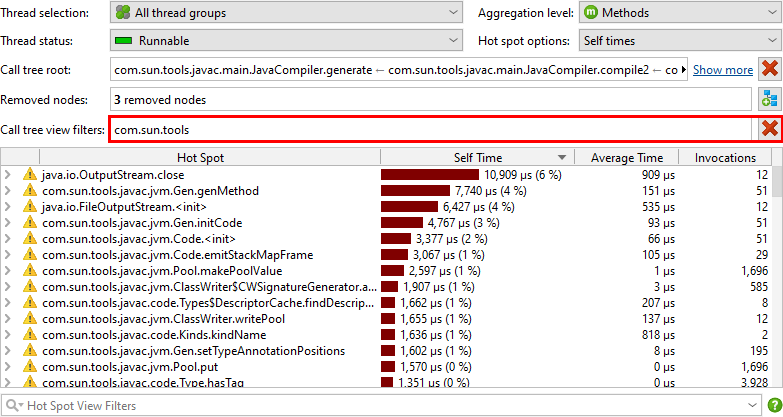 Thread selection: All thread groups Aggregation level: Methods
Thread status: Runnable Hot spot options: Self times
Call tree root: com.sun.tools.javac.main.JavaCompiler.generate ← com.sun.tools.javac.main.JavaCompiler.compile2 ← co Show more
Removed nodes: 3 removed nodes
Call tree view filters: com.sun.tools
Hot Spot Self Time Average Time Invocations
java.io.OutputStream.close 10,909 µs (6 %) 909 µs 12
com.sun.tools.javac.jvm.Gen.genMethod 7,740 µs (4 %) 151 µs 51
java.io.FileOutputStream.<init> 6,427 µs (4 %) 535 µs 12
com.sun.tools.javac.jvm.Gen.initCode 4,767 µs (3 %) 93 µs 51
com.sun.tools.javac.jvm.Code.<init> 3,377 µs (2 %) 66 µs 51
com.sun.tools.javac.jvm.Code.emitStackMapFrame 3,067 µs (1 %) 105 µs 29
com.sun.tools.javac.jvm.Pool.makePoolValue 2,597 µs (1 %) 1 µs 1,696
com.sun.tools.javac.jvm.ClassWriter$CWSignatureGenerator.a... 1,907 µs (1 %) 3 µs 585
com.sun.tools.javac.code.Types$DescriptorCache.findDescrip... 1,662 µs (1 %) 207 µs 8
com.sun.tools.javac.jvm.ClassWriter.writePool 1,655 µs (1 %) 137 µs 12
com.sun.tools.javac.code.Kinds.kindName 1,636 µs (1 %) 818 µs 2
com.sun.tools.javac.jvm.Gen.setTypeAnnotationPositions 1,602 µs (1 %) 8 µs 195
com.sun.tools.javac.jvm.Pool.put 1,570 µs (0 %) 0 µs 1,696
com.sun.tools.javac.code.Type.hasTag 1,351 µs (0 %) 0 µs 3,928
Hot Spot View Filters